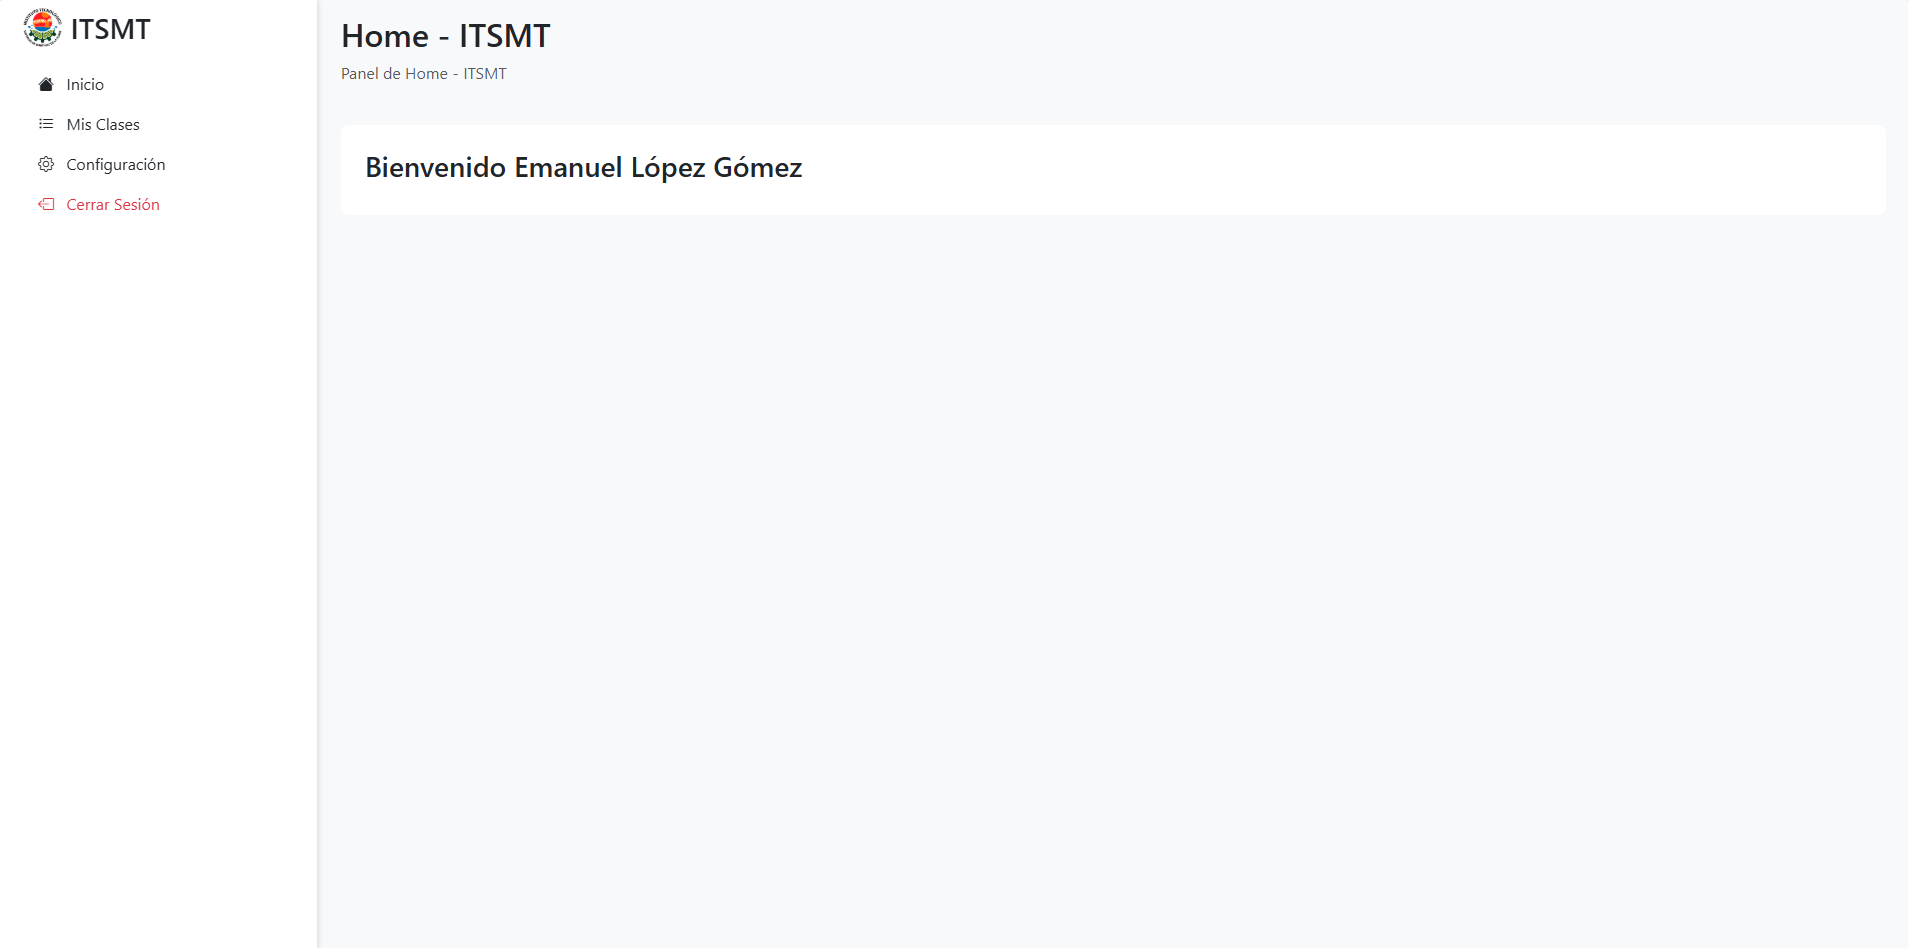 ITSMT
Inicio
Mis Clases
Configuración
Cerrar Sesión
Home - ITSMT
Panel de Home - ITSMT
Bienvenido Emanuel López Gómez